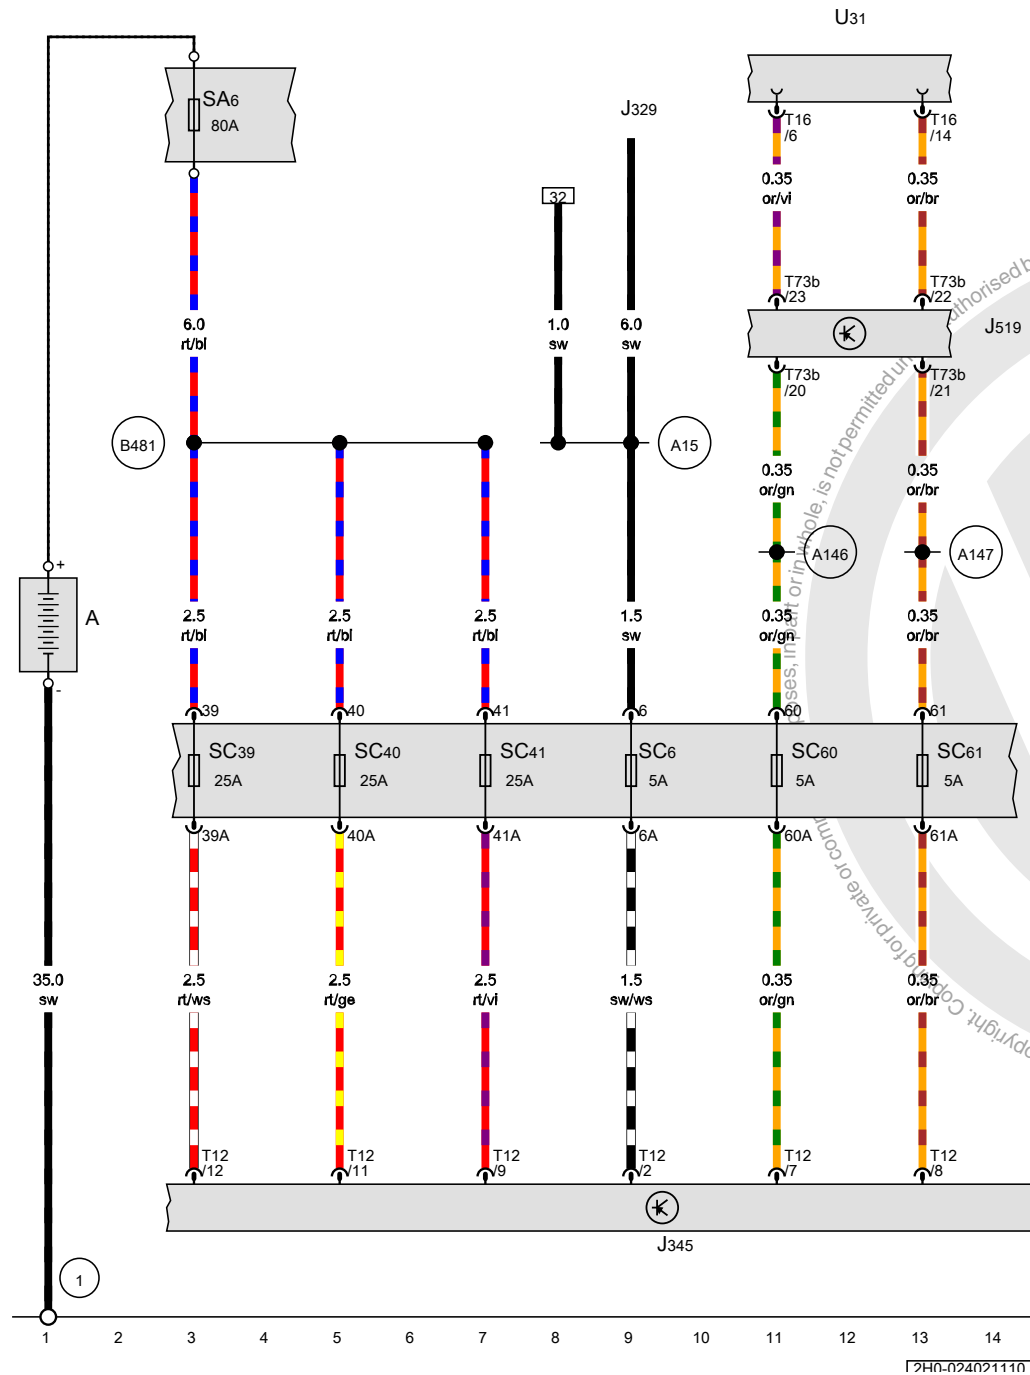 U31
SA6
80A
J329
T16
/6
T16
/14
0.35
or/vi
0.35
or/br
32
T73b
/23
T73b
/22
6.0
rt/bl
1.0
sw
6.0
sw
J519
T73b
/20
T73b
/21
B481
A15
0.35
or/gn
0.35
or/br
A146
A147
+
A
-
2.5
rt/bl
2.5
rt/bl
2.5
rt/bl
1.5
sw
0.35
or/gn
0.35
or/br
39
40
41
6
60
61
SC39
25A
SC40
25A
SC41
25A
SC6
5A
SC60
5A
SC61
5A
39A
40A
41A
6A
60A
61A
35.0
sw
2.5
rt/ws
2.5
rt/ge
2.5
rt/vi
1.5
sw/ws
0.35
or/gn
0.35
or/br
T12
/12
T12
/11
T12
/9
T12
/2
T12
/7
T12
/8
J345
1
1 2 3 4 5 6 7 8 9 10 11 12 13 14
2H0-024021110